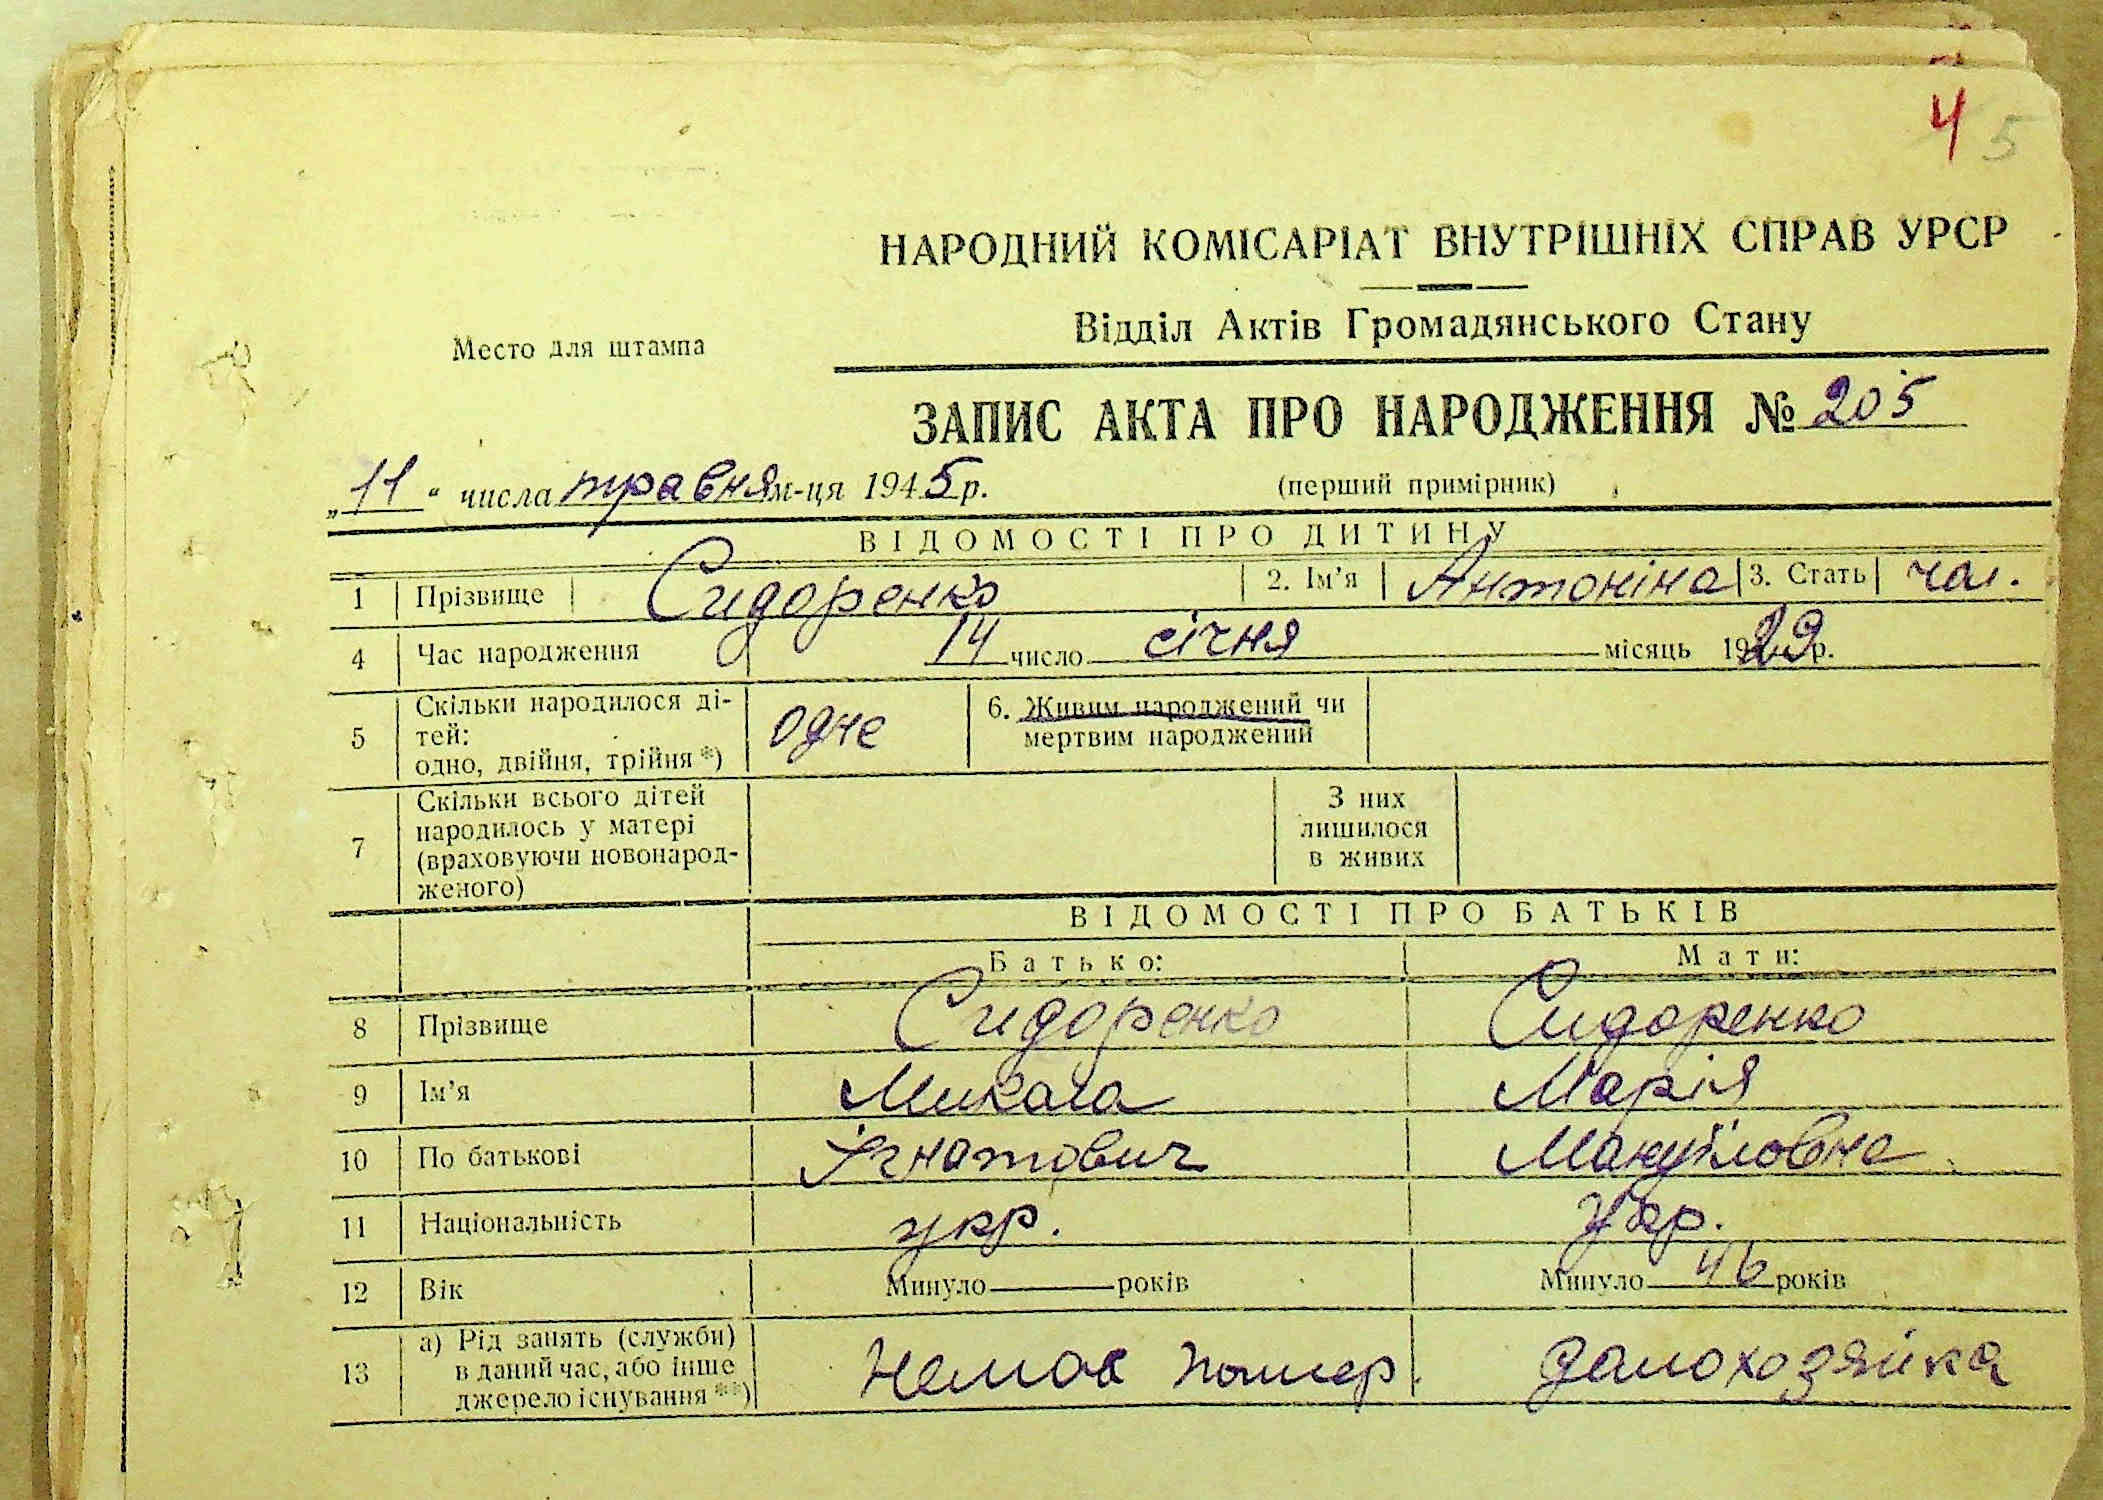 4 5
НАРОДНИЙ КОМІСАРІАТ ВНУТРІШНІХ СПРАВ УРСР
Відділ Актів Громадянського Стану
Место для штампа
ЗАПИС АКТА ПРО НАРОДЖЕННЯ № 205
„11“ числа травня м-ця 1945 р. (перший примірник)
ВІДОМОСТІ ПРО ДИТИНУ
1 Прізвище Сидоренко 2. Ім’я Антоніна 3. Стать чол.
4 Час народження 14 число січня місяць 1929 р.
5 Скільки народилося ді-
тей:
одно, двійня, трійня *) одне 6. Живим народжений чи
мертвим народжений
7 Скільки всього дітей
народилось у матері
(враховуючи новонарод-
женого) З них
лишилося
в живих
ВІДОМОСТІ ПРО БАТЬКІВ
Батько: Мати:
8 Прізвище Сидоренко Сидоренко
9 Ім’я Микола Марія
10 По батькові Ігнатович Мануїловна
11 Національність укр. Укр.
12 Вік Минуло років Минуло 46 років
13 а) Рід занять (служби)
в даний час, або інше
джерело існування **) немає помер. домохозяйка